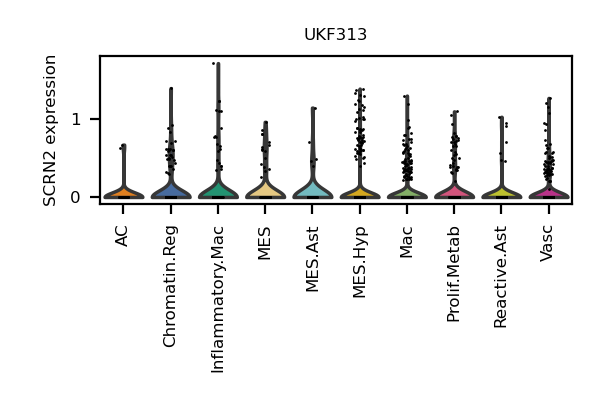 UKF313
SCRN2 expression
1
0
AC
Chromatin.Reg
Inflammatory.Mac
MES
MES.Ast
MES.Hyp
Mac
Prolif.Metab
Reactive.Ast
Vasc